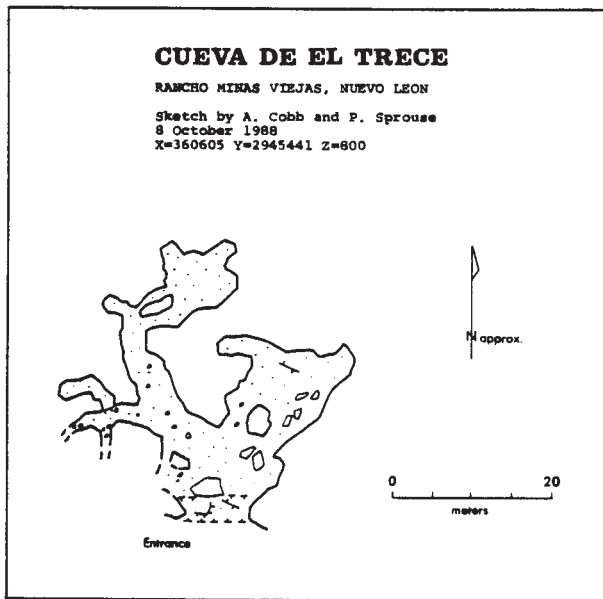 CUEVA DE EL TRECE
RANCHO MINAS VIEJAS, NUEVO LEON
Sketch by A. Cobb and P. Sprouse
8 October 1988
X=360605 Y=2945441 Z=800
N approx.
0 20
meters
Entrance